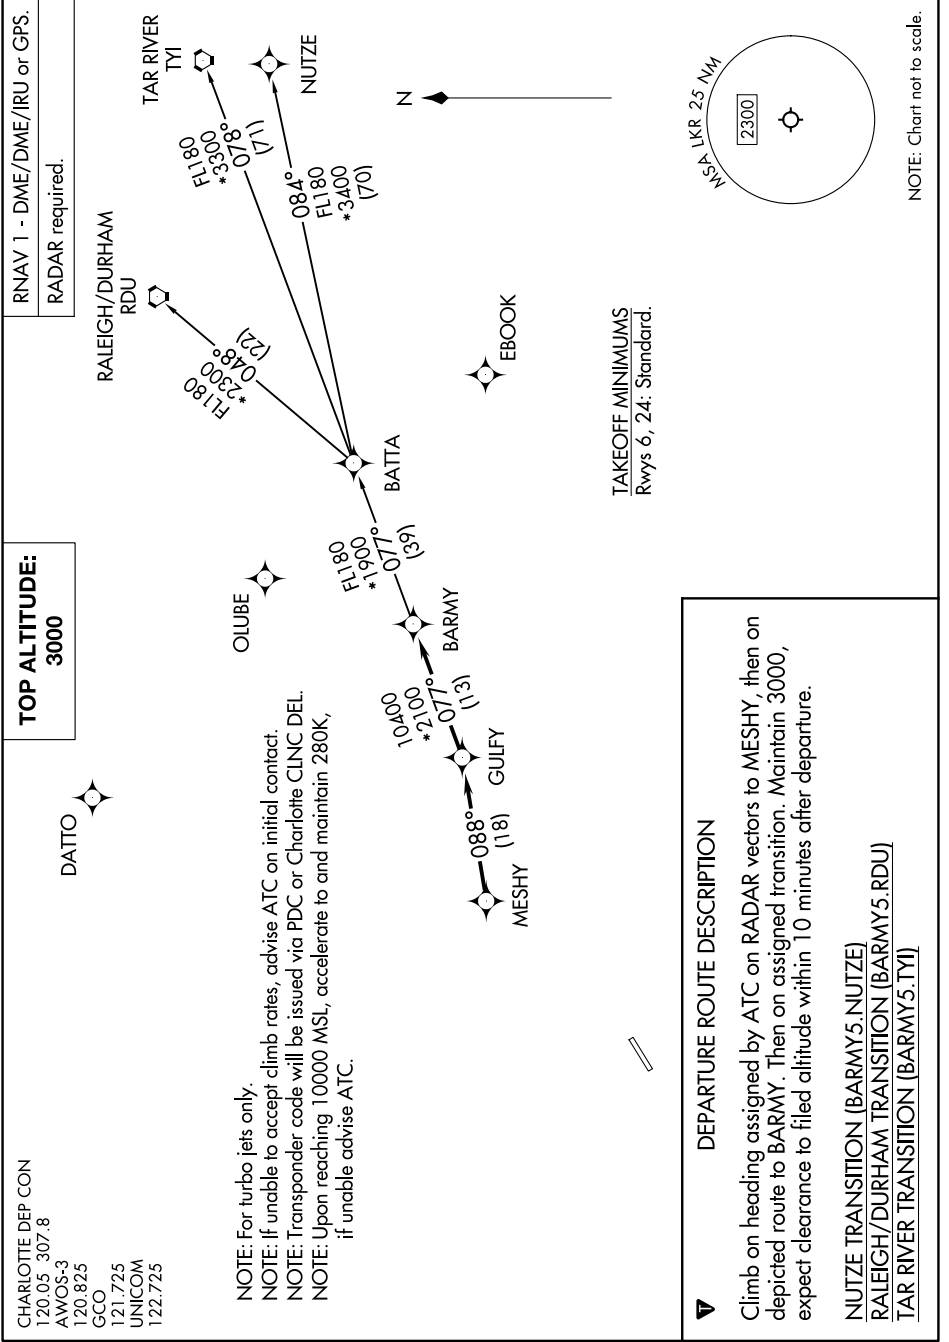 CHARLOTTE DEP CON
120.05 307.8
AWOS-3
120.825
GCO
121.725
UNICOM
122.725
TOP ALTITUDE:
3000
RNAV 1 - DME/DME/IRU or GPS.
RADAR required.
DATTO
OLUBE
RALEIGH/DURHAM
RDU
TAR RIVER
TYI
NUTZE
FL180
*2300
048°
(22)
FL180
*3300
078°
(71)
084°
FL180
*3400
(70)
BATTA
FL180
*1900
077°
(39)
BARMY
10400
*2100
077°
(13)
GULFY
088°
(18)
MESHY
EBOOK
N
MSA LKR 25 NM
2300
NOTE: For turbo jets only.
NOTE: If unable to accept climb rates, advise ATC on initial contact.
NOTE: Transponder code will be issued via PDC or Charlotte CLNC DEL.
NOTE: Upon reaching 10000 MSL, accelerate to and maintain 280K,
if unable advise ATC.
TAKEOFF MINIMUMS
Rwys 6, 24: Standard.
NOTE: Chart not to scale.
T
DEPARTURE ROUTE DESCRIPTION
Climb on heading assigned by ATC on RADAR vectors to MESHY, then on
depicted route to BARMY. Then on assigned transition. Maintain 3000,
expect clearance to filed altitude within 10 minutes after departure.
NUTZE TRANSITION (BARMY5.NUTZE)
RALEIGH/DURHAM TRANSITION (BARMY5.RDU)
TAR RIVER TRANSITION (BARMY5.TYI)